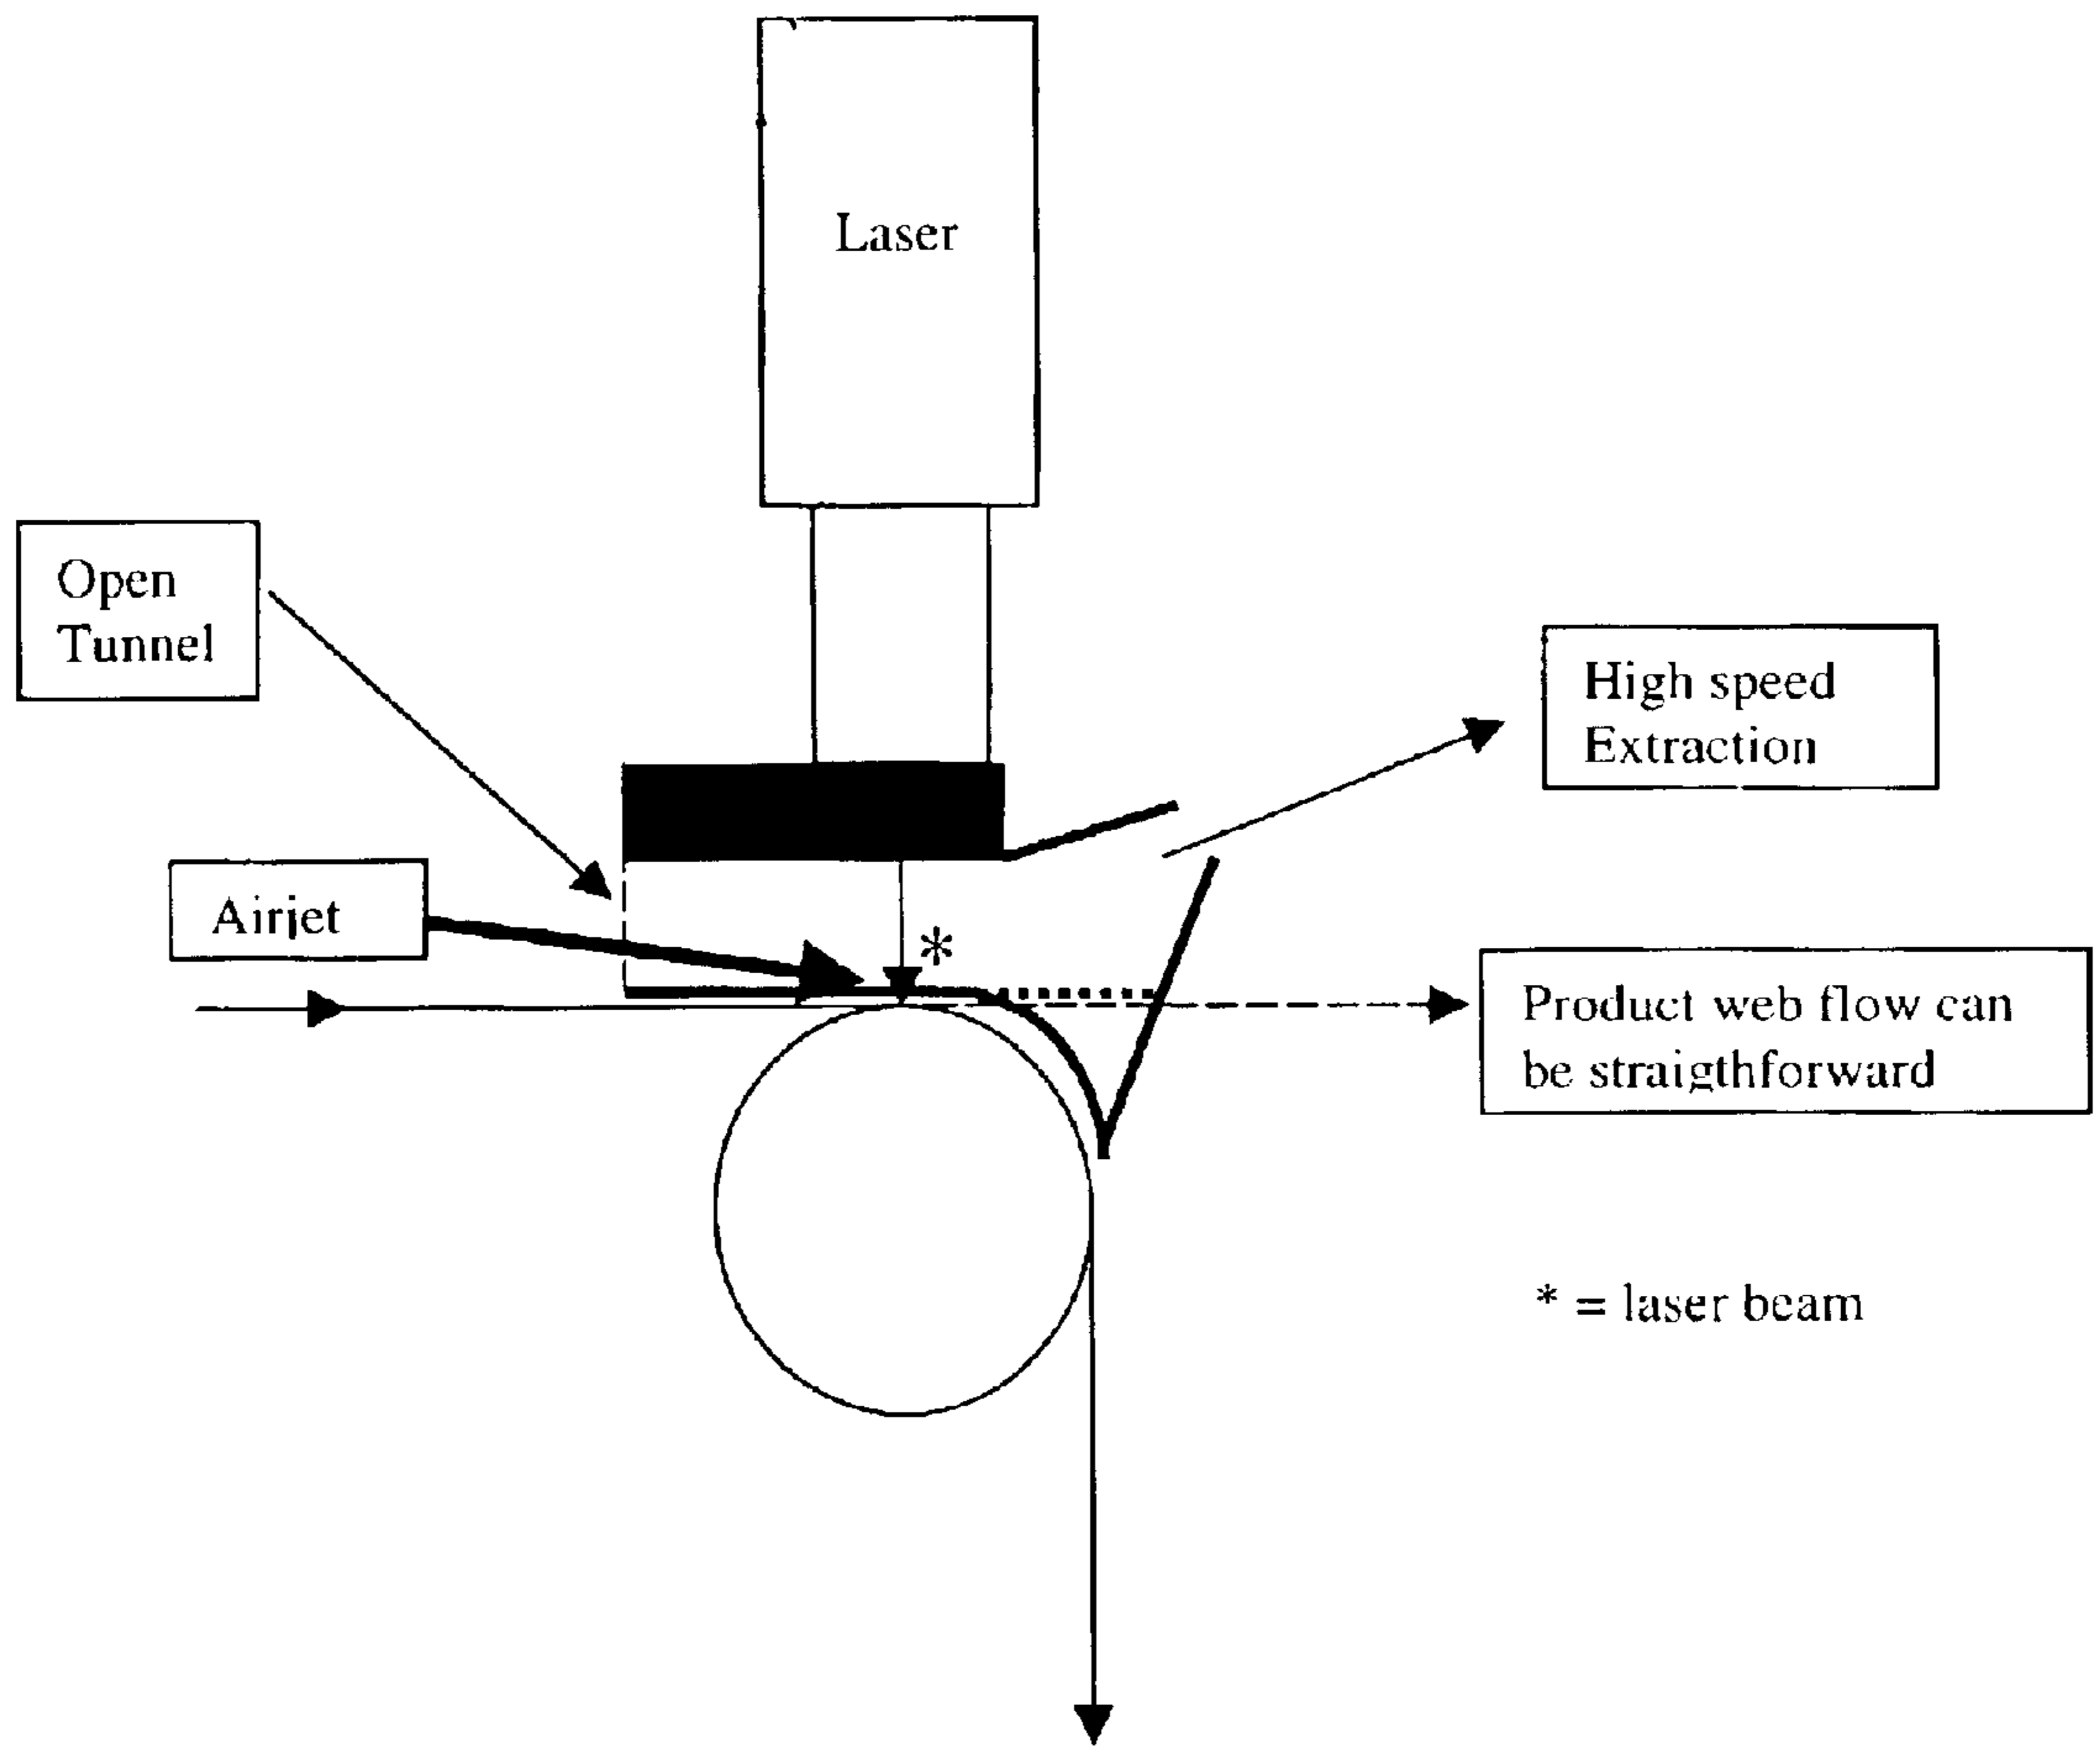 Laser
Open
Tunnel
High speed
Extraction
Airjet
*
Product web flow can
be straigthforward
* = laser beam